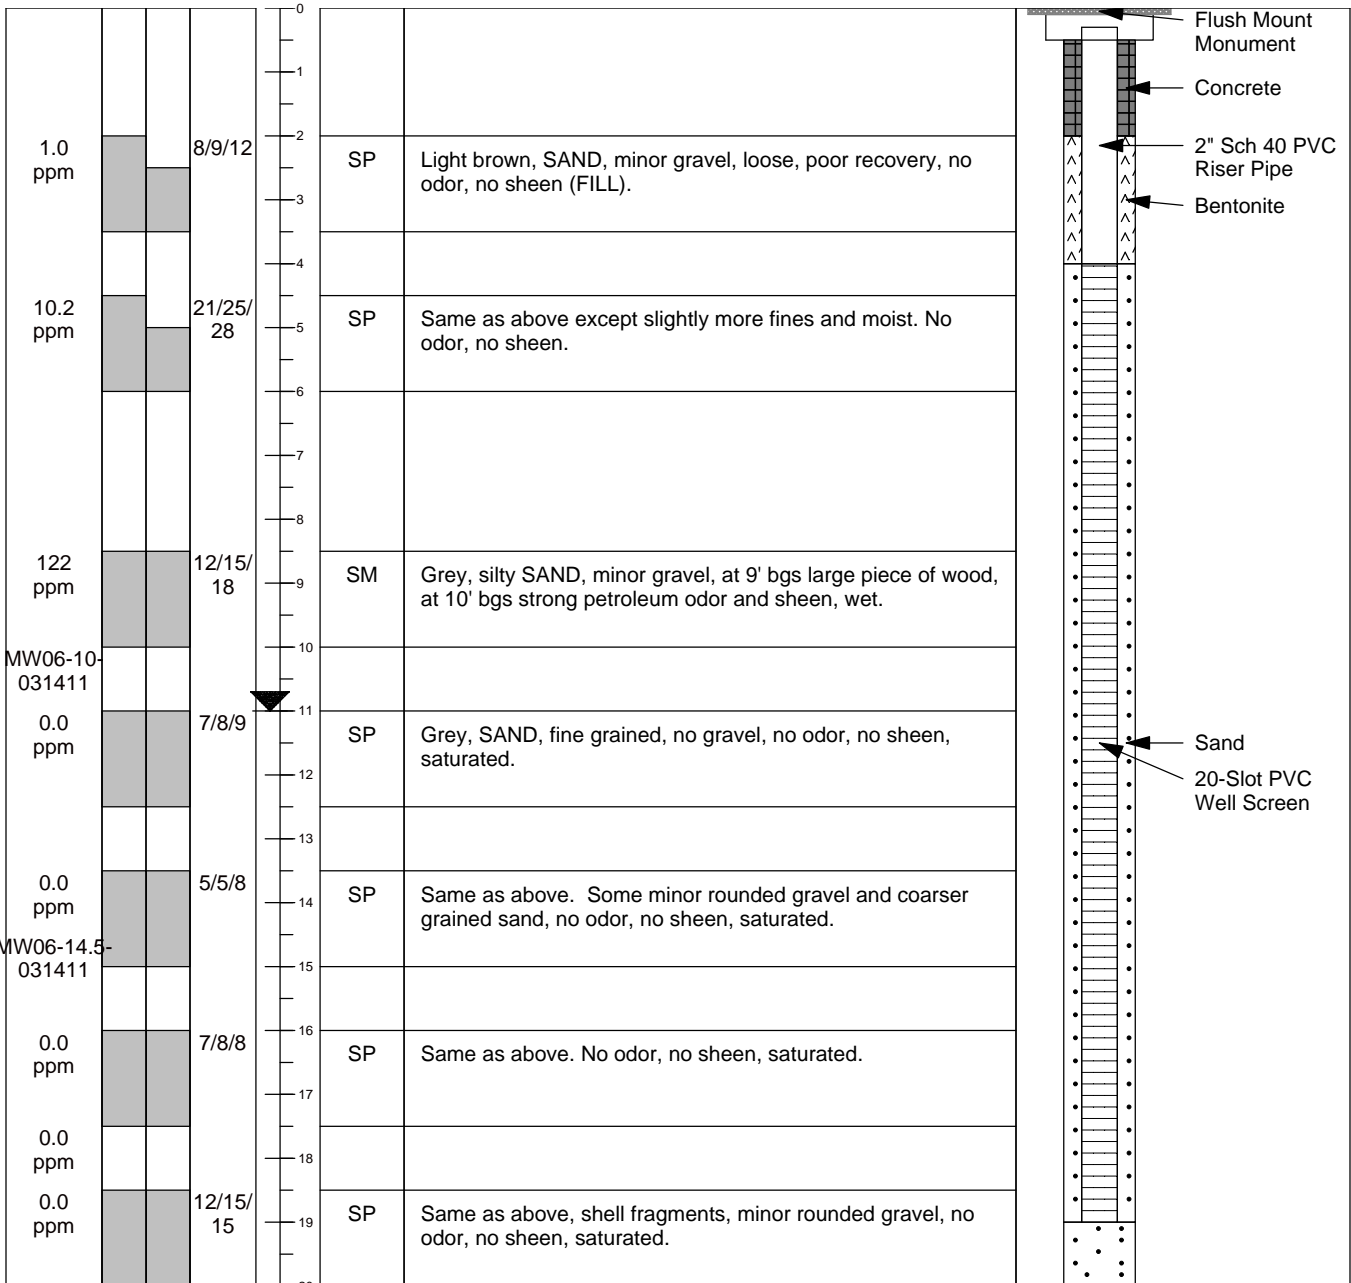 0
Flush Mount
Monument
1
Concrete
2
1.0
ppm
8/9/12
SP
Light brown, SAND, minor gravel, loose, poor recovery, no
odor, no sheen (FILL).
2" Sch 40 PVC
Riser Pipe
3
Bentonite
4
10.2
ppm
21/25/
28
5
SP
Same as above except slightly more fines and moist. No
odor, no sheen.
6
7
8
122
ppm
12/15/
18
9
SM
Grey, silty SAND, minor gravel, at 9' bgs large piece of wood,
at 10' bgs strong petroleum odor and sheen, wet.
10
MW06-10-
031411
11
0.0
ppm
7/8/9
SP
Grey, SAND, fine grained, no gravel, no odor, no sheen,
saturated.
Sand
12
20-Slot PVC
Well Screen
13
0.0
ppm
5/5/8
14
SP
Same as above.  Some minor rounded gravel and coarser
grained sand, no odor, no sheen, saturated.
MW06-14.5-
031411
15
16
0.0
ppm
7/8/8
SP
Same as above. No odor, no sheen, saturated.
17
0.0
ppm
18
0.0
ppm
12/15/
15
19
SP
Same as above, shell fragments, minor rounded gravel, no
odor, no sheen, saturated.
20